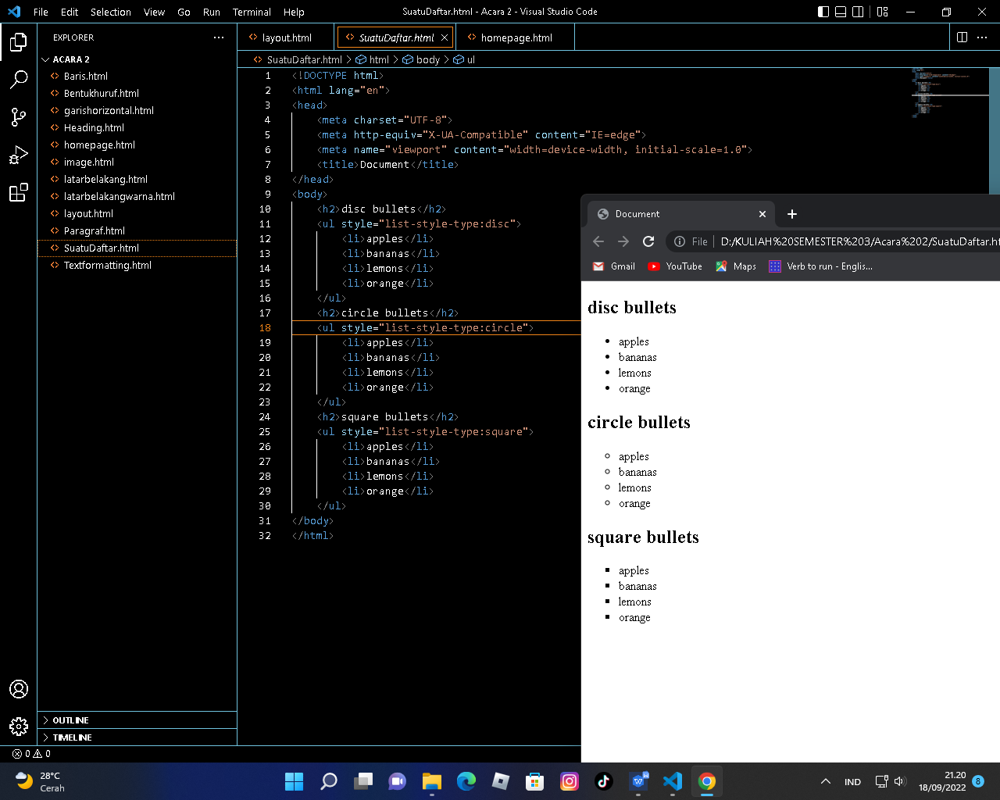 File Edit Selection View Go Run Terminal Help SuatuDaftar.html - Acara 2 - Visual Studio Code
EXPLORER
ACARA 2
Baris.html
Bentukhuruf.html
garishorizontal.html
Heading.html
homepage.html
image.html
latarbelakang.html
latarbelakangwarna.html
layout.html
Paragraf.html
SuatuDaftar.html
Textformatting.html
OUTLINE
TIMELINE
0 0
layout.html SuatuDaftar.html homepage.html
SuatuDaftar.html > html > body > ul
1 <!DOCTYPE html>
2 <html lang="en">
3 <head>
4 <meta charset="UTF-8">
5 <meta http-equiv="X-UA-Compatible" content="IE=edge">
6 <meta name="viewport" content="width=device-width, initial-scale=1.0">
7 <title>Document</title>
8 </head>
9 <body>
10 <h2>disc bullets</h2>
11 <ul style="list-style-type:disc">
12 <li>apples</li>
13 <li>bananas</li>
14 <li>lemons</li>
15 <li>orange</li>
16 </ul>
17 <h2>circle bullets</h2>
18 <ul style="list-style-type:circle">
19 <li>apples</li>
20 <li>bananas</li>
21 <li>lemons</li>
22 <li>orange</li>
23 </ul>
24 <h2>square bullets</h2>
25 <ul style="list-style-type:square">
26 <li>apples</li>
27 <li>bananas</li>
28 <li>lemons</li>
29 <li>orange</li>
30 </ul>
31 </body>
32 </html>
Document
File D:/KULIAH%20SEMESTER%203/Acara%202/SuatuDaftar.ht
Gmail YouTube Maps Verb to run - Englis...
disc bullets
apples
bananas
lemons
orange
circle bullets
apples
bananas
lemons
orange
square bullets
apples
bananas
lemons
orange
28°C
Cerah
IND
21.20
18/09/2022
8